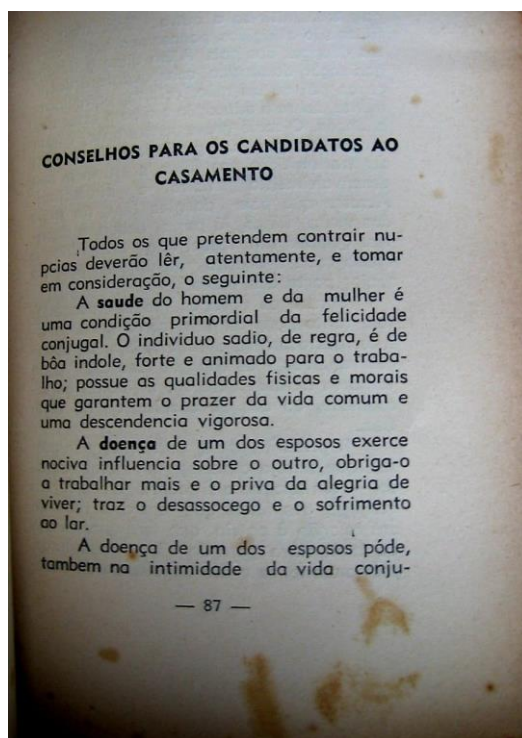 CONSELHOS PARA OS CANDIDATOS AO
CASAMENTO
Todos os que pretendem contrair nu-
pcias deverão lêr, atentamente, e tomar
em consideração, o seguinte:
A saude do homem e da mulher é
uma condição primordial da felicidade
conjugal. O individuo sadio, de regra, é de
bôa indole, forte e animado para o traba-
lho; possue as qualidades fisicas e morais
que garantem o prazer da vida comum e
uma descendencia vigorosa.
A doença de um dos esposos exerce
nociva influencia sobre o outro, obriga-o
a trabalhar mais e o priva da alegria de
viver; traz o desassocego e o sofrimento
ao lar.
A doença de um dos esposos póde,
tambem na intimidade da vida conju-
— 87 —